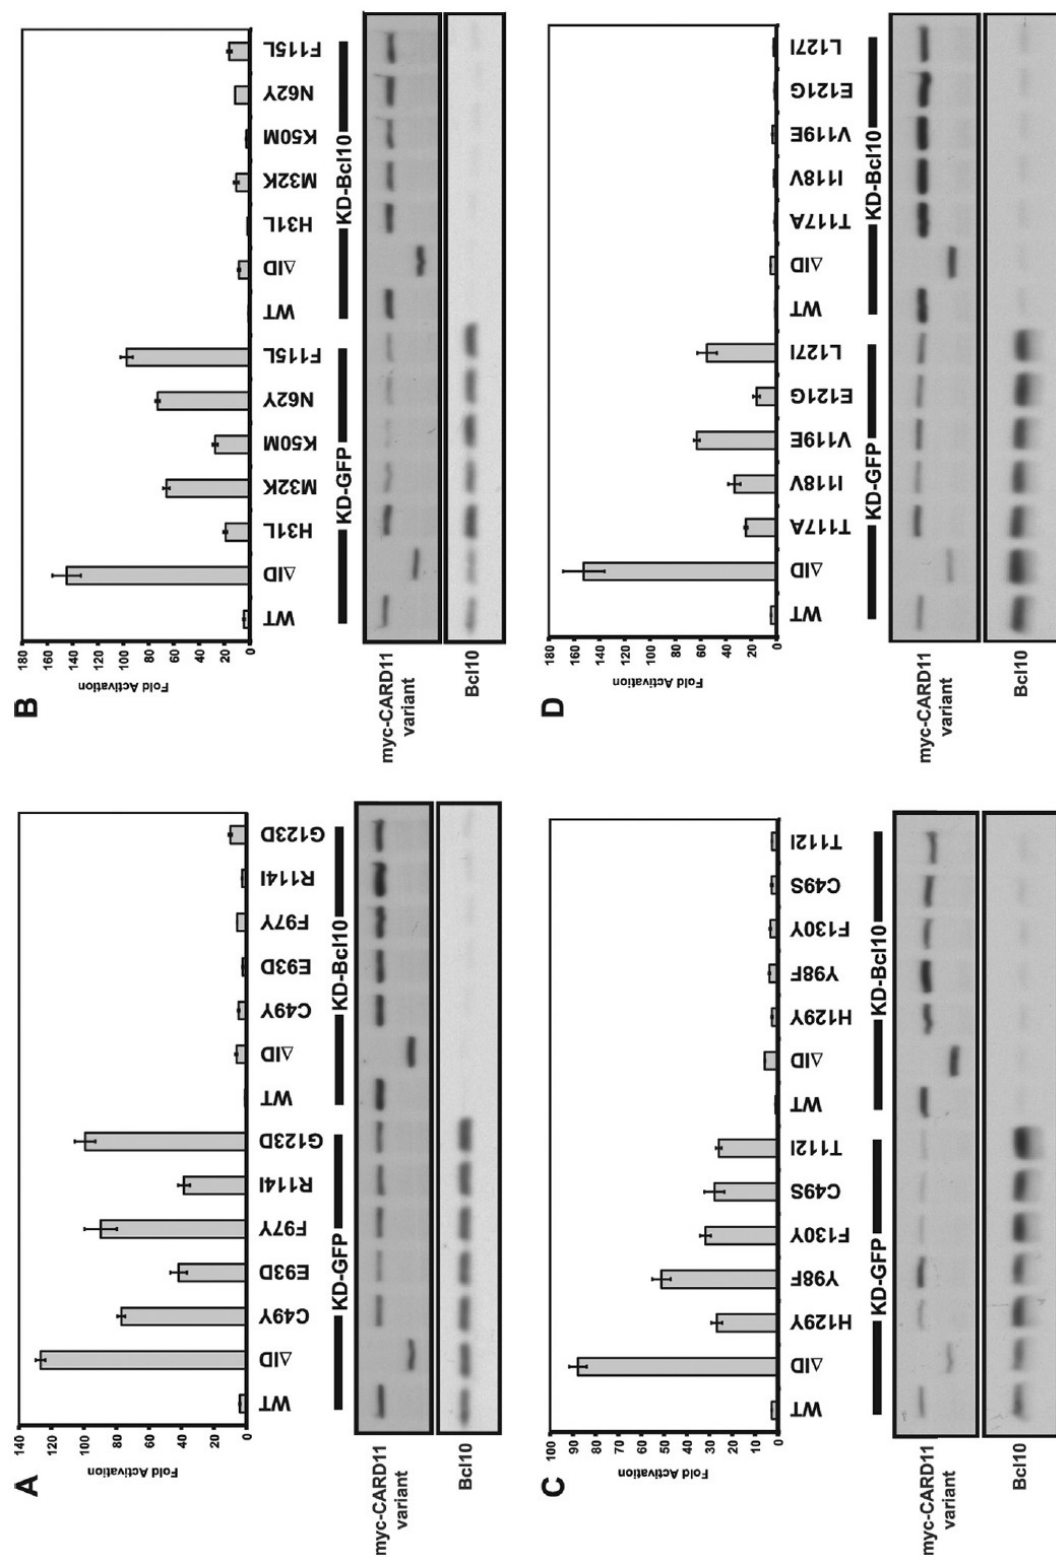 A
Fold Activation
140
120
100
80
60
40
20
0
WT ΔID C49Y E93D F97Y R114I G123D WT ΔID C49Y E93D F97Y R114I G123D
KD-GFP KD-Bcl10
myc-CARD11 variant
Bcl10
B
Fold Activation
180
160
140
120
100
80
60
40
20
0
WT ΔID H31L M32K K50M N62Y F115L WT ΔID H31L M32K K50M N62Y F115L
KD-GFP KD-Bcl10
myc-CARD11
variant
Bcl10
C
Fold Activation
100
90
80
70
60
50
40
30
20
10
0
WT ΔID H129Y Y98F F130Y C49S T112I WT ΔID H129Y Y98F F130Y C49S T112I
KD-GFP KD-Bcl10
myc-CARD11
variant
Bcl10
D
Fold Activation
180
160
140
120
100
80
60
40
20
0
WT ΔID T117A I118V V119E E121G L127I WT ΔID T117A I118V V119E E121G L127I
KD-GFP KD-Bcl10
myc-CARD11
variant
Bcl10